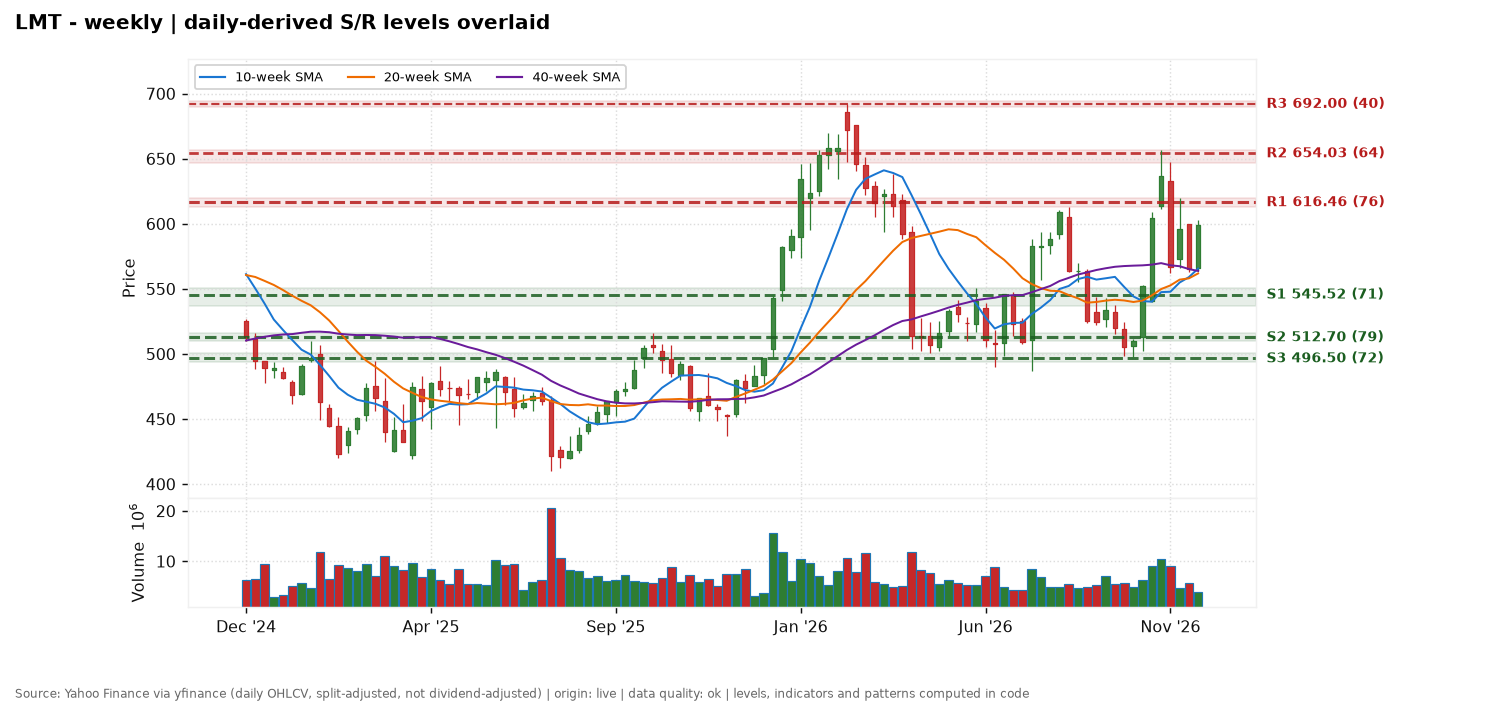 LMT - weekly | daily-derived S/R levels overlaid
10-week SMA 20-week SMA 40-week SMA
700
650
600
550
500
450
400
Price
R3 692.00 (40)
R2 654.03 (64)
R1 616.46 (76)
S1 545.52 (71)
S2 512.70 (79)
S3 496.50 (72)
20
10
Volume 10⁶
Dec '24 Apr '25 Sep '25 Jan '26 Jun '26 Nov '26
Source: Yahoo Finance via yfinance (daily OHLCV, split-adjusted, not dividend-adjusted) | origin: live | data quality: ok | levels, indicators and patterns computed in code